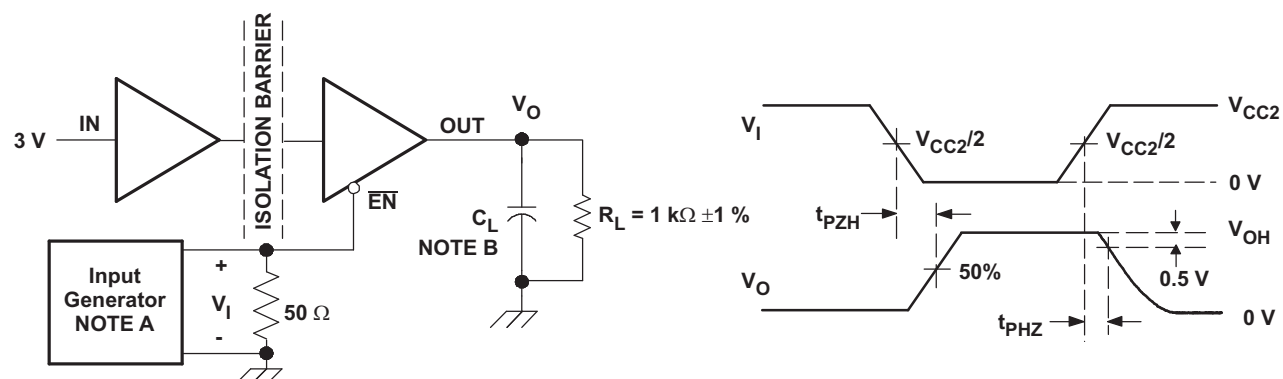 ISOLATION BARRIER
3 V
IN
OUT
V_O
EN
C_L
NOTE B
R_L = 1 kΩ ±1 %
Input
Generator
NOTE A
+
V_I
-
50 Ω
V_I
V_CC2/2
V_CC2/2
V_CC2
0 V
t_PZH
V_OH
V_O
50%
0.5 V
t_PHZ
0 V